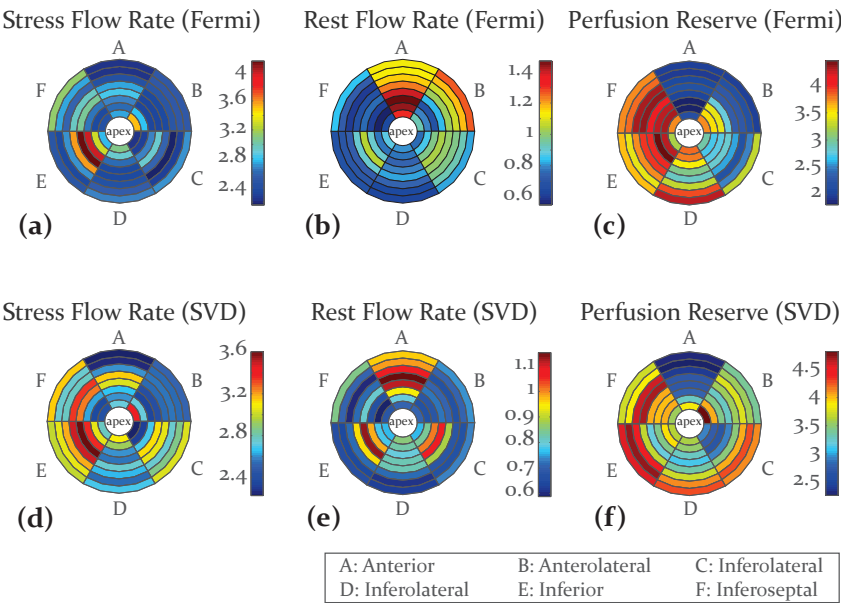 Stress Flow Rate (Fermi)
Rest Flow Rate (Fermi)
Perfusion Reserve (Fermi)
A
B
C
D
E
F
apex
4
3.6
3.2
2.8
2.4
(a)
A
B
C
D
E
F
apex
1.4
1.2
1
0.8
0.6
(b)
A
B
C
D
E
F
apex
4
3.5
3
2.5
2
(c)
Stress Flow Rate (SVD)
Rest Flow Rate (SVD)
Perfusion Reserve (SVD)
A
B
C
D
E
F
apex
3.6
3.2
2.8
2.4
(d)
A
B
C
D
E
F
apex
1.1
1
0.9
0.8
0.7
0.6
(e)
A
B
C
D
E
F
apex
4.5
4
3.5
3
2.5
(f)
A: Anterior B: Anterolateral C: Inferolateral
D: Inferolateral E: Inferior F: Inferoseptal